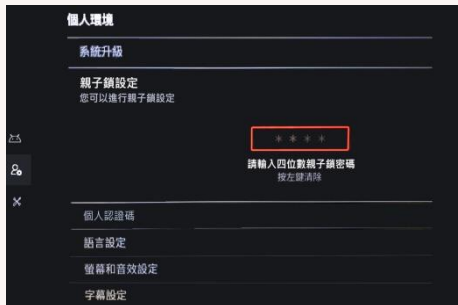 個人環境
系統升級
親子鎖設定
您可以進行親子鎖設定
* * * *
請輸入四位數親子鎖密碼
按左鍵清除
個人認證碼
語言設定
螢幕和音效設定
字幕設定